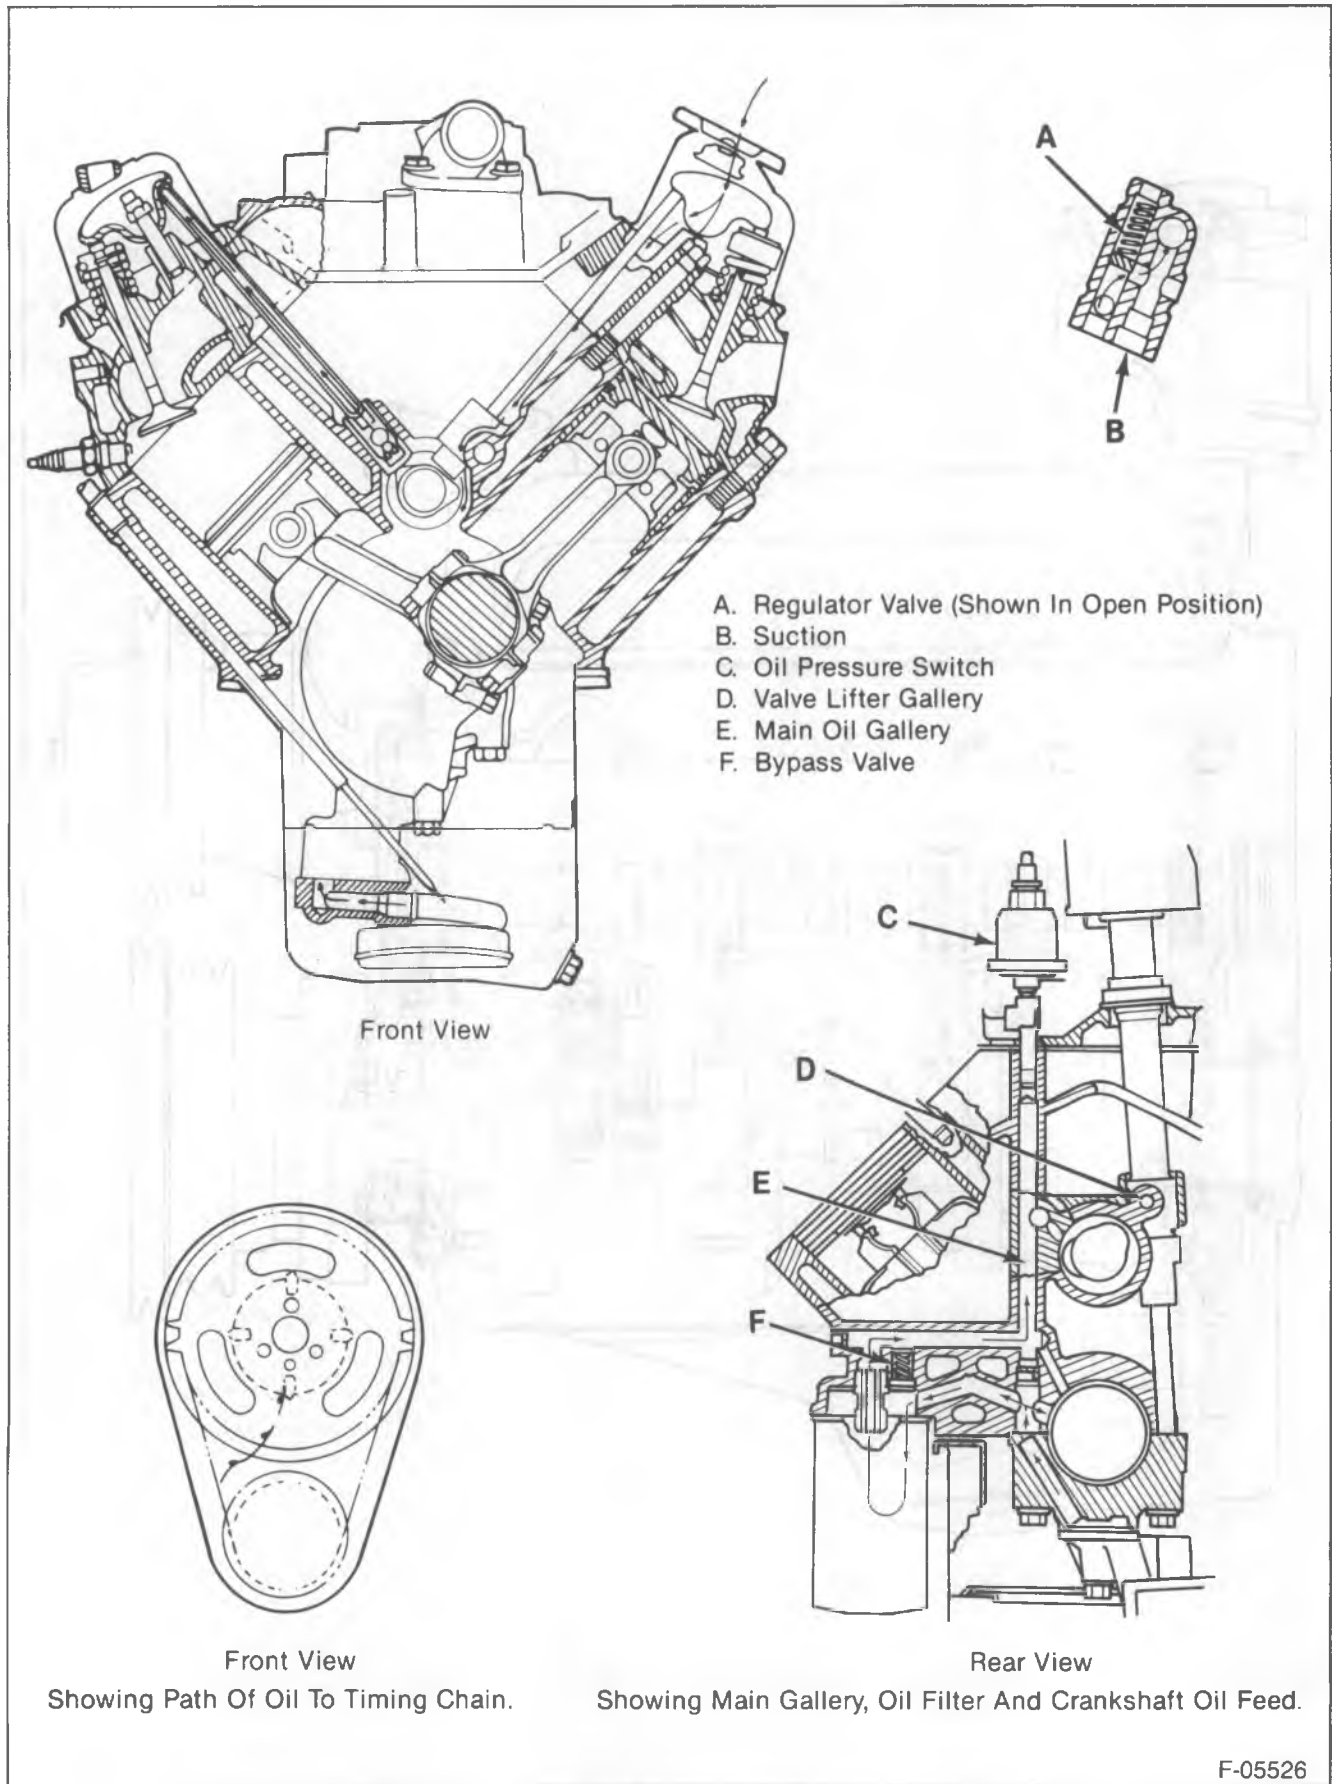 A
B
A. Regulator Valve (Shown In Open Position)
B. Suction
C. Oil Pressure Switch
D. Valve Lifter Gallery
E. Main Oil Gallery
F. Bypass Valve
C
Front View
D
E
F
Front View
Showing Path Of Oil To Timing Chain.
Rear View
Showing Main Gallery, Oil Filter And Crankshaft Oil Feed.
F-05526